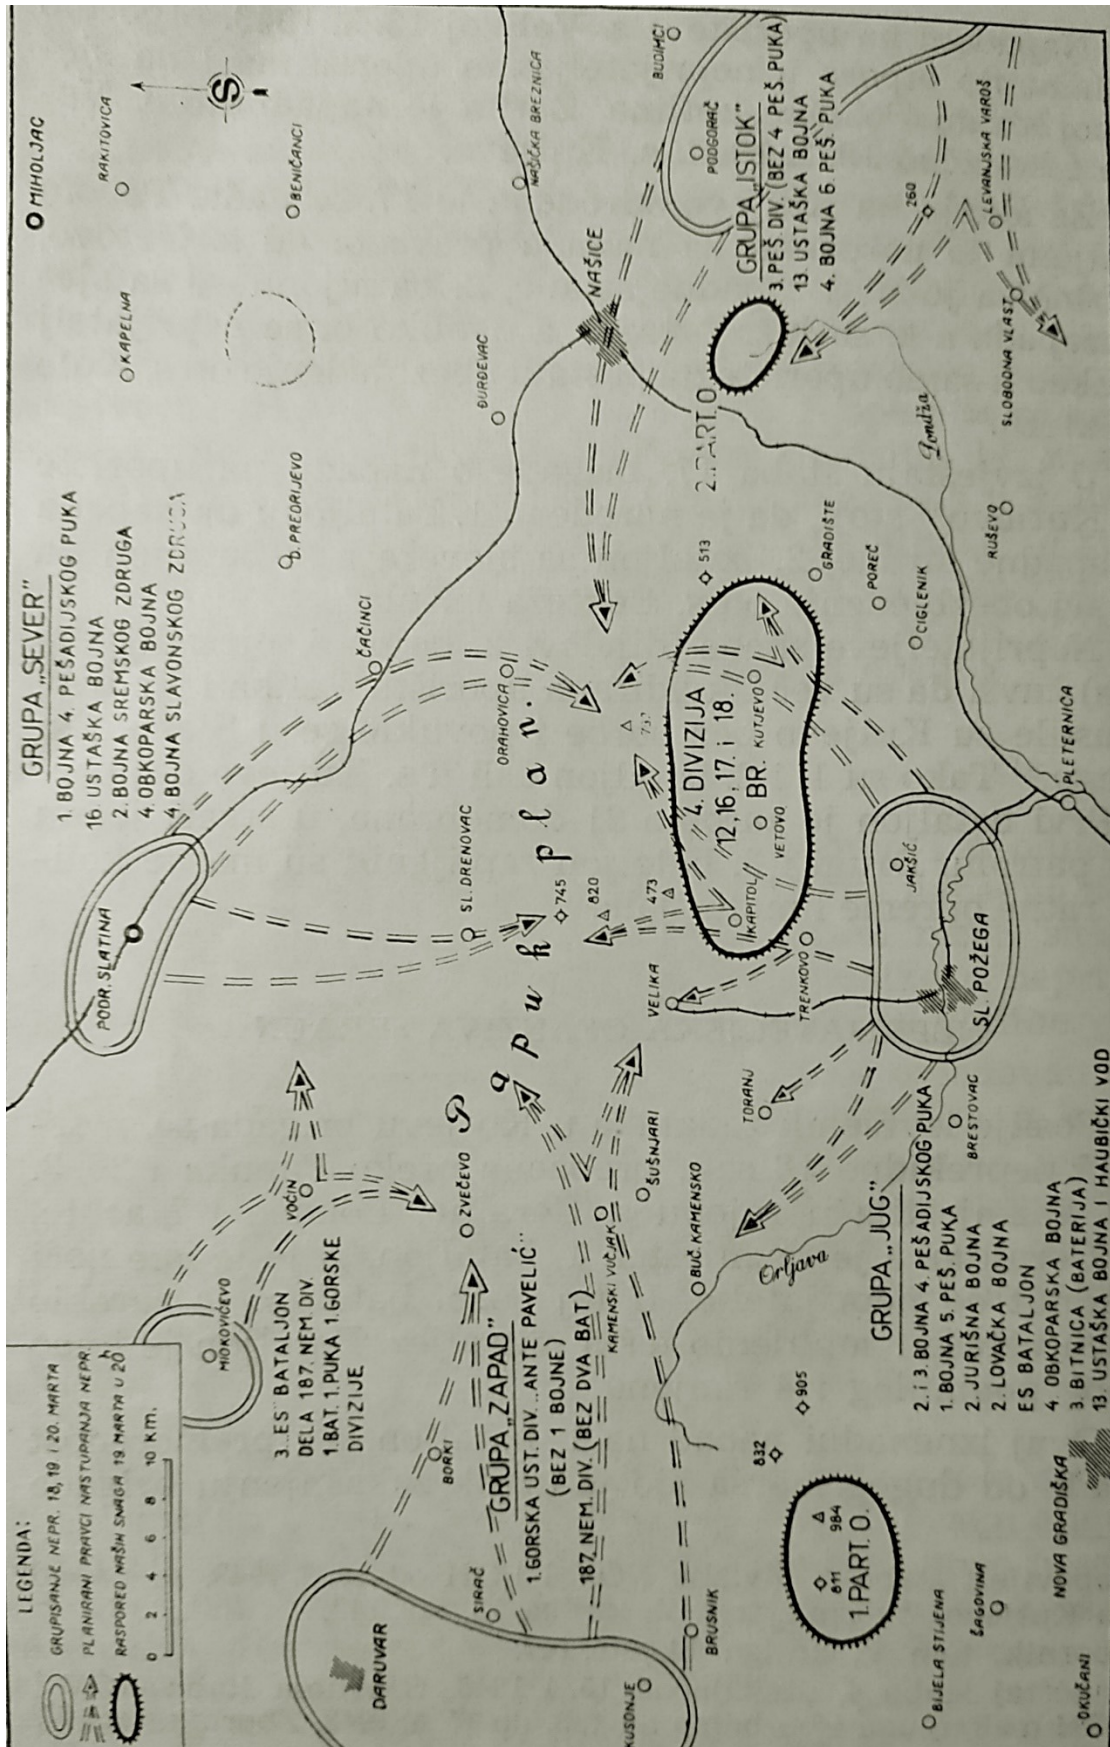 LEGENDA:
GRUPISANJE NEPR. 18, 19 I 20. MARTA
PLANIRANI PRAVCI NASTUPANJA NEPR.
RASPORED NAŠIH SNAGA 19. MARTA U 20 h
0 2 4 6 8 10 Km.
GRUPA „SEVER"
1. BOJNA 4. PEŠADIJSKOG PUKA
16. USTAŠKA BOJNA
2. BOJNA SREMSKOG ZDRUGA
4. OBKOPARSKA BOJNA
4. BOJNA SLAVONSKOG ZDRUGA
S
MIHOLJAC
RAKITOVICA
KAPELNA
BENIČANCI
D. PREDRIJEVO
ĐURĐEVAC
NAŠIČKA BREZNICA
NAŠICE
BUDIMCI
PODGORAČ
PODR. SLATINA
ČAČINCI
ORAHOVICA
SL. DRENOVAC
MIOKOVIĆEVO
VOĆIN
ZVEČEVO
3. „ES" BATALJON
DELA 187. NEM. DIV.
1. BAT. 1. PUKA 1. GORSKE
DIVIZIJE
BORKI
DARUVAR
SIRAČ
GRUPA „ZAPAD"
1. GORSKA UST. DIV. „ANTE PAVELIĆ"
(BEZ 1 BOJNE)
187. NEM. DIV. (BEZ DVA BAT)
KAMENSKI VUČJAK
ŠUŠNJARI
Papuk plan.
745
820
473
VELIKA
GRUPA „ISTOK"
3. PEŠ. DIV. (BEZ 4 PEŠ. PUKA)
13. USTAŠKA BOJNA
4. BOJNA 6. PEŠ. PUKA
2. PART. O.
513
4. DIVIZIJA
12, 16, 17. i 18.
BR. KUTJEVO
VETOVO
KAPITOL
GRADIŠTE
POREČ
CIGLENIK
RUŠEVO
Londža
260
LEVANJSKA VAROŠ
SLOBODNA VLAST
TRENKOVO
JAKŠIĆ
SL. POŽEGA
PLETERNICA
TORANJ
BRESTOVAC
BUČ. KAMENSKO
Orljava
KUSONJE
BRUSNIK
GRUPA „JUG"
2. I 3. BOJNA 4. PEŠADIJSKOG PUKA
1. BOJNA 5. PEŠ. PUKA
2. JURIŠNA BOJNA
2. LOVAČKA BOJNA
ES BATALJON
4. OBKOPARSKA BOJNA
3. BITNICA (BATERIJA)
13. USTAŠKA BOJNA I HAUBIČKI VOD
905
832
811
984
1. PART. O.
BIJELA STIJENA
ŠAGOVINA
NOVA GRADIŠKA
OKUČANI